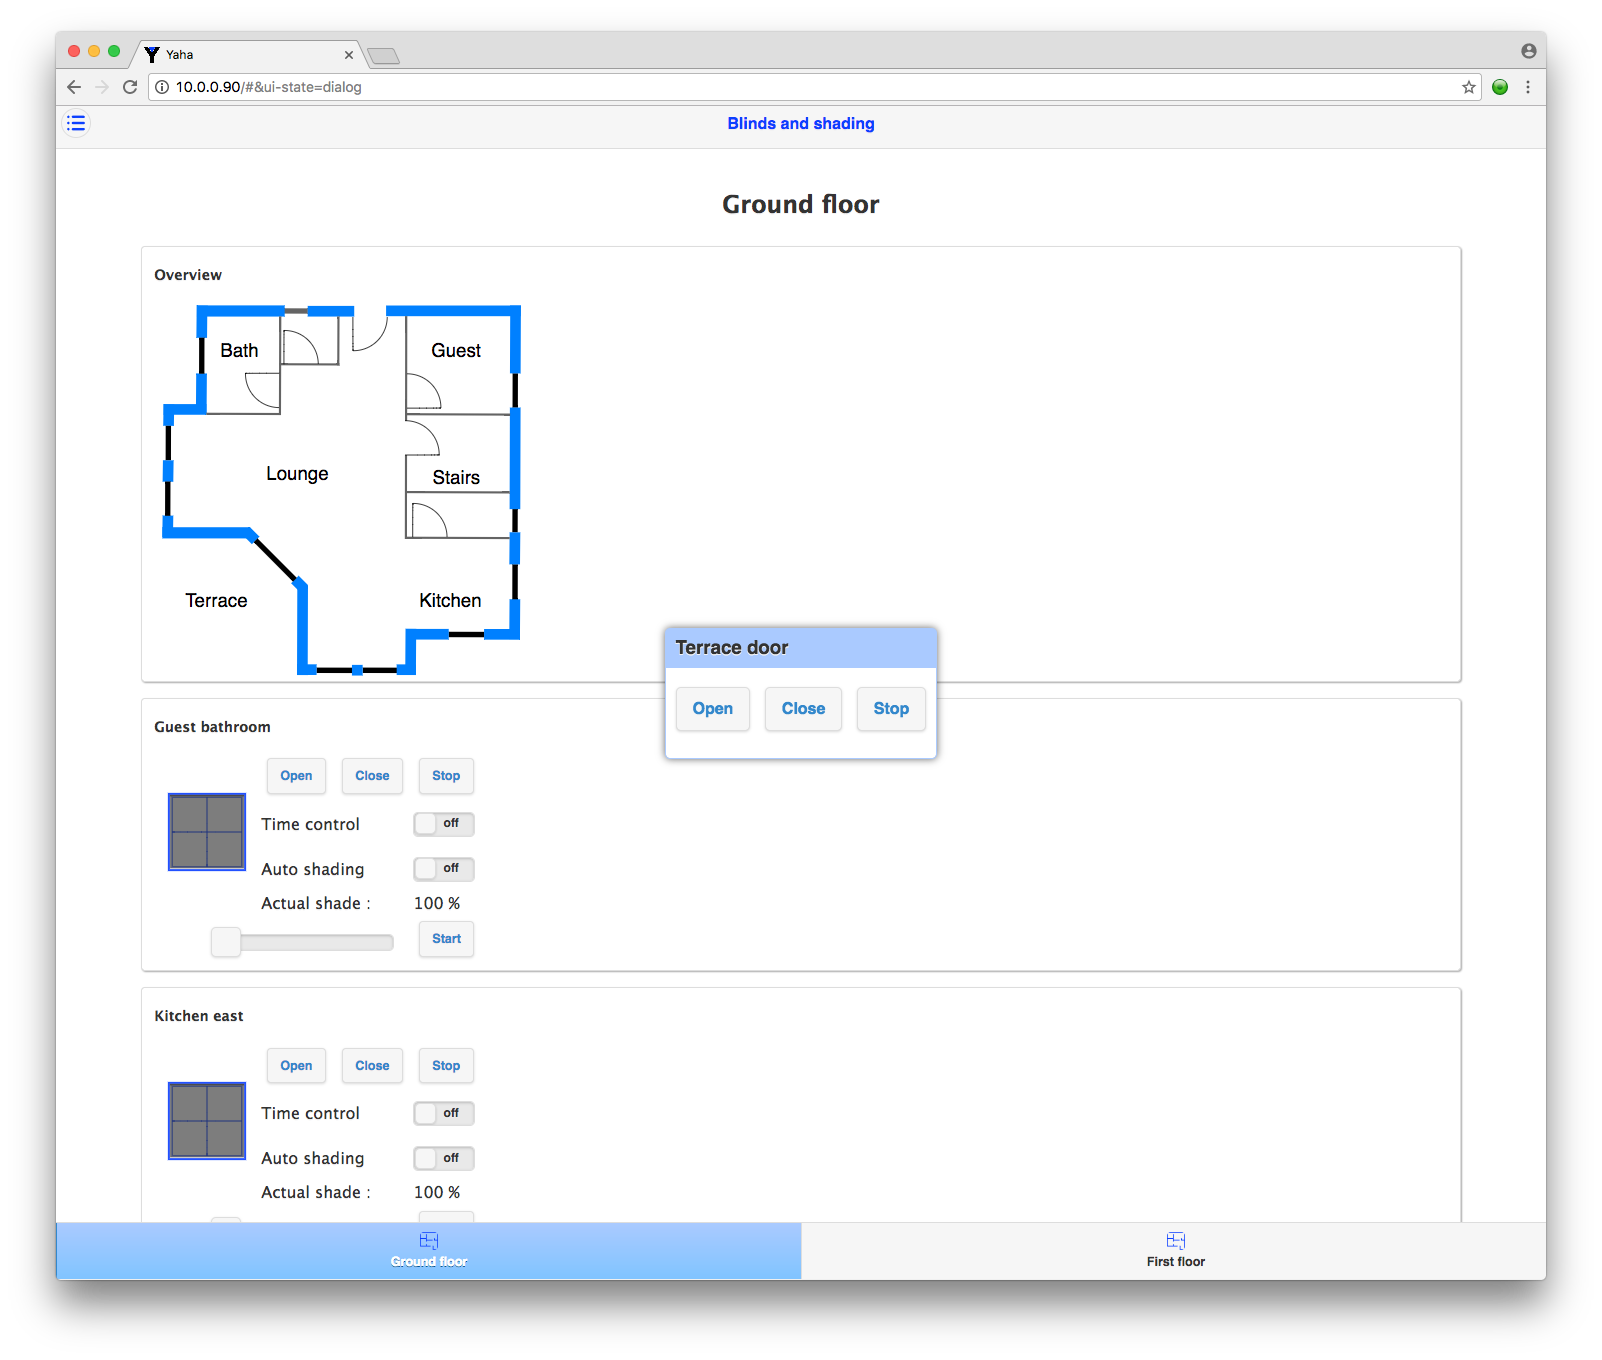 Yaha
10.0.0.90/#&ui-state=dialog
Blinds and shading
Ground floor
Overview
Bath
Guest
Lounge
Stairs
Terrace
Kitchen
Terrace door
Open Close Stop
Guest bathroom
Open Close Stop
Time control off
Auto shading off
Actual shade : 100 %
Start
Kitchen east
Open Close Stop
Time control off
Auto shading off
Actual shade : 100 %
Ground floor First floor